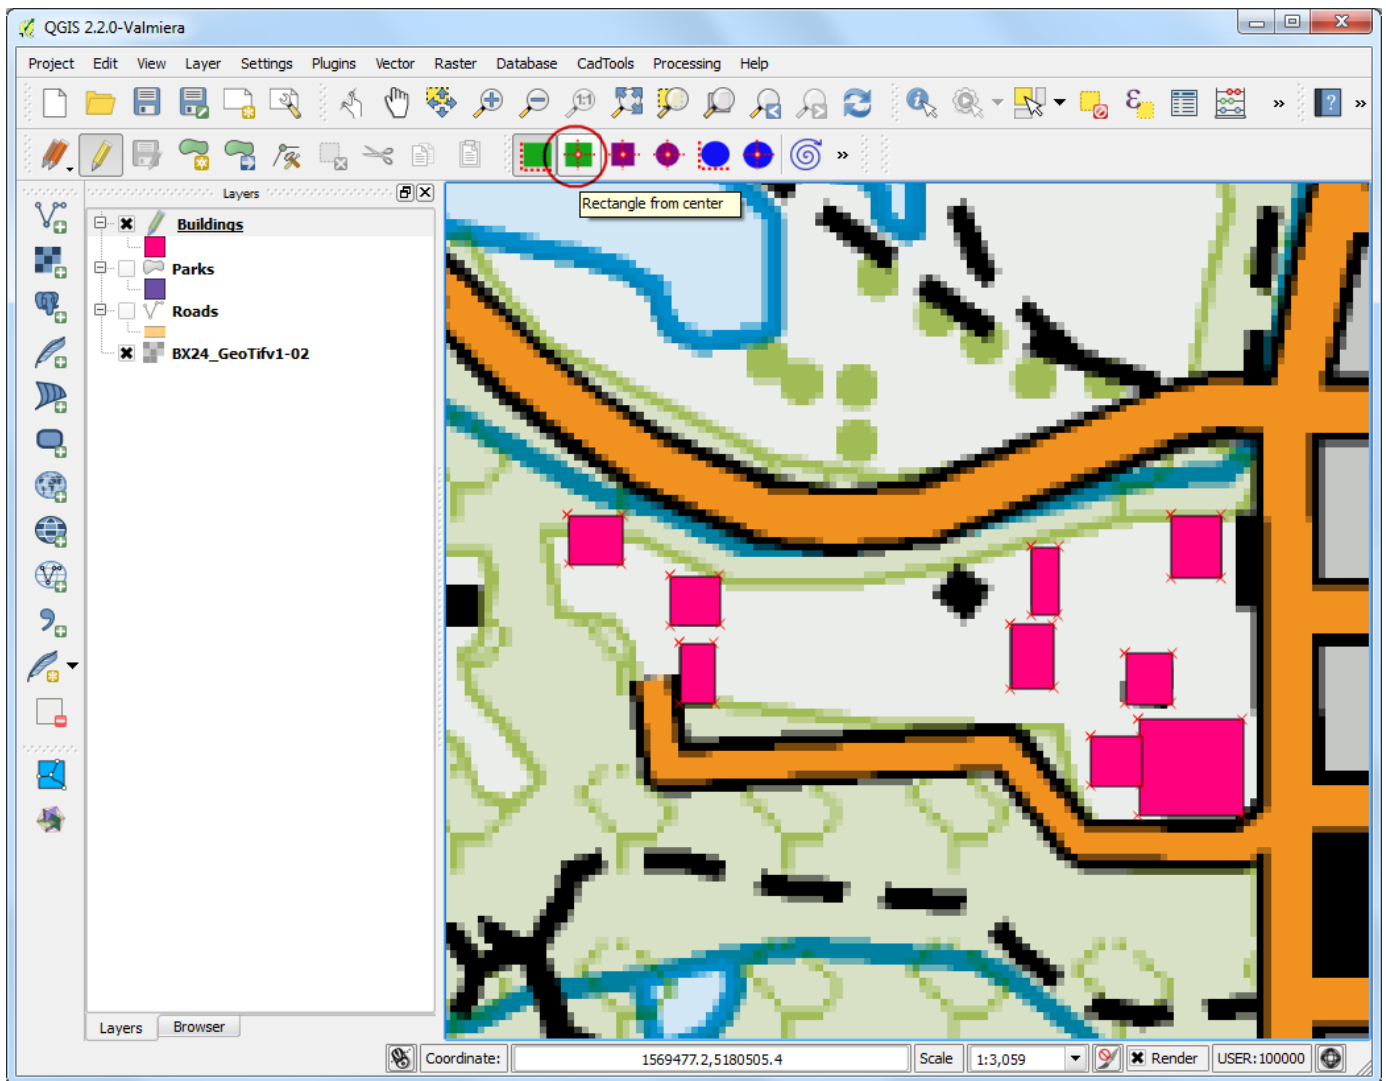 QGIS 2.2.0-Valmiera
Project Edit View Layer Settings Plugins Vector Raster Database CadTools Processing Help
1:1 ε ? » »
»
Layers
Rectangle from center
Buildings
Parks
Roads
BX24_GeoTifv1-02
Layers Browser
Coordinate: 1569477.2,5180505.4 Scale 1:3,059 Render USER:100000